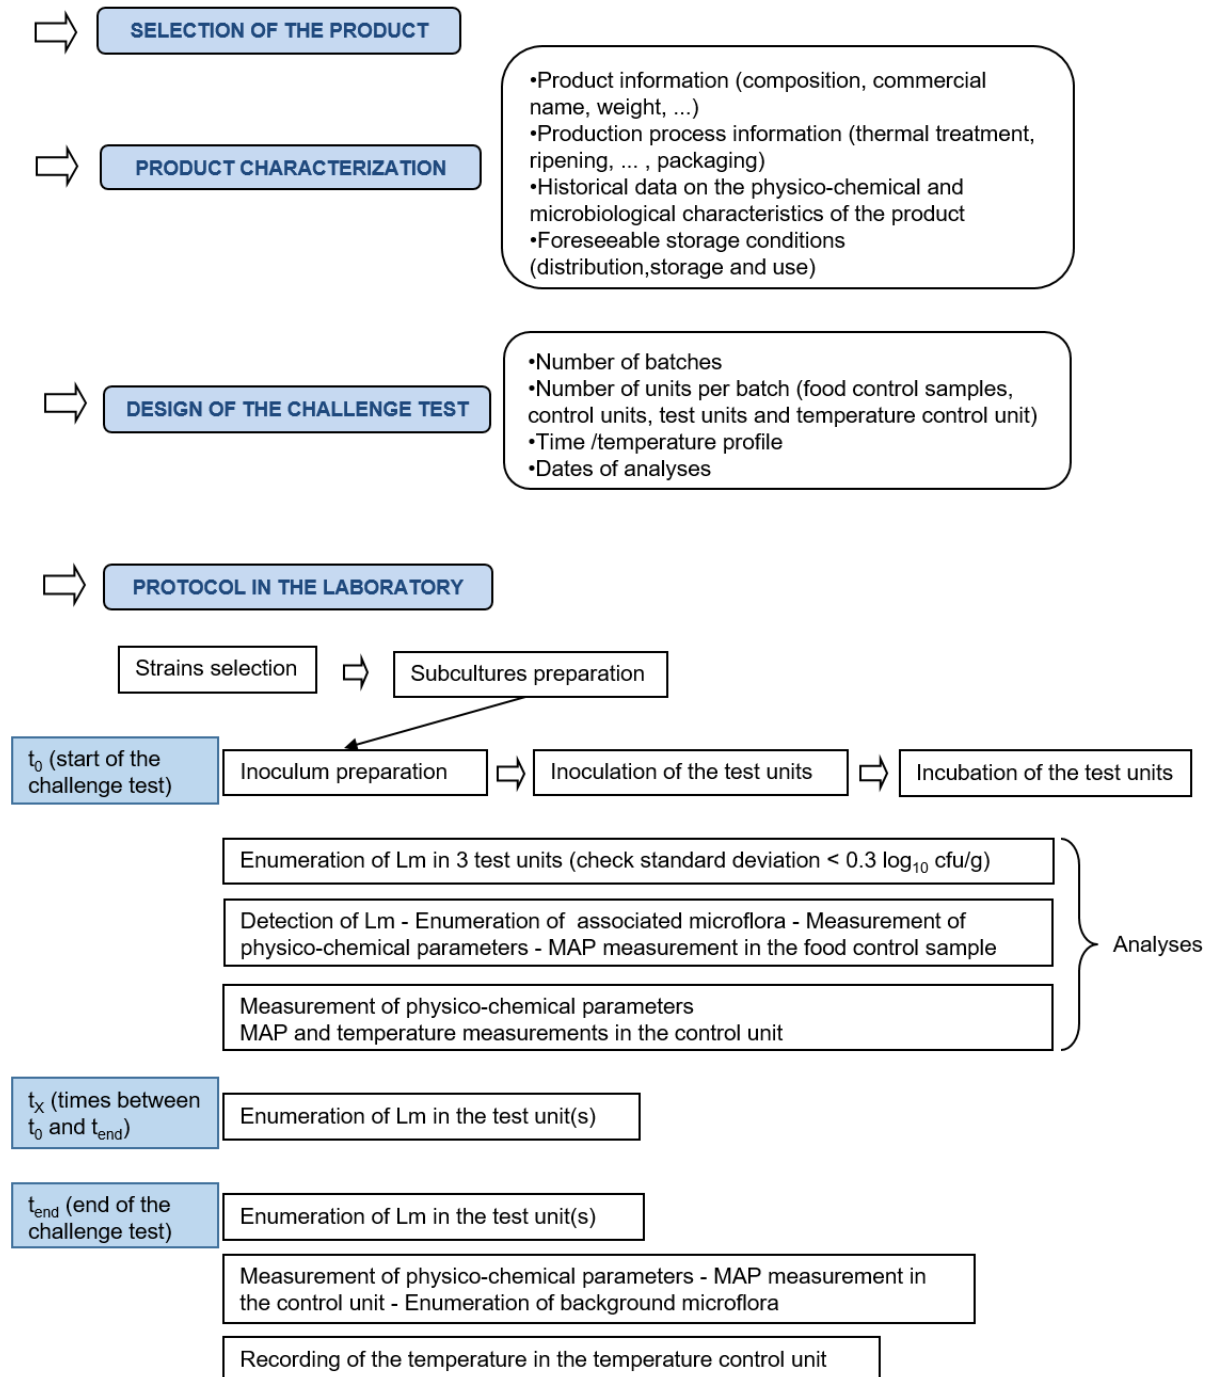 SELECTION OF THE PRODUCT
•Product information (composition, commercial
name, weight, ...)
•Production process information (thermal treatment,
ripening, ... , packaging)
•Historical data on the physico-chemical and
microbiological characteristics of the product
•Foreseeable storage conditions
(distribution,storage and use)
PRODUCT CHARACTERIZATION
•Number of batches
•Number of units per batch (food control samples,
control units, test units and temperature control unit)
•Time /temperature profile
•Dates of analyses
DESIGN OF THE CHALLENGE TEST
PROTOCOL IN THE LABORATORY
Strains selection
Subcultures preparation
t0 (start of the
challenge test)
Inoculum preparation
Inoculation of the test units
Incubation of the test units
Enumeration of Lm in 3 test units (check standard deviation < 0.3 log10 cfu/g)
Detection of Lm - Enumeration of associated microflora - Measurement of
physico-chemical parameters - MAP measurement in the food control sample
Analyses
Measurement of physico-chemical parameters
MAP and temperature measurements in the control unit
tX (times between
t0 and tend)
Enumeration of Lm in the test unit(s)
tend (end of the
challenge test)
Enumeration of Lm in the test unit(s)
Measurement of physico-chemical parameters - MAP measurement in
the control unit - Enumeration of background microflora
Recording of the temperature in the temperature control unit